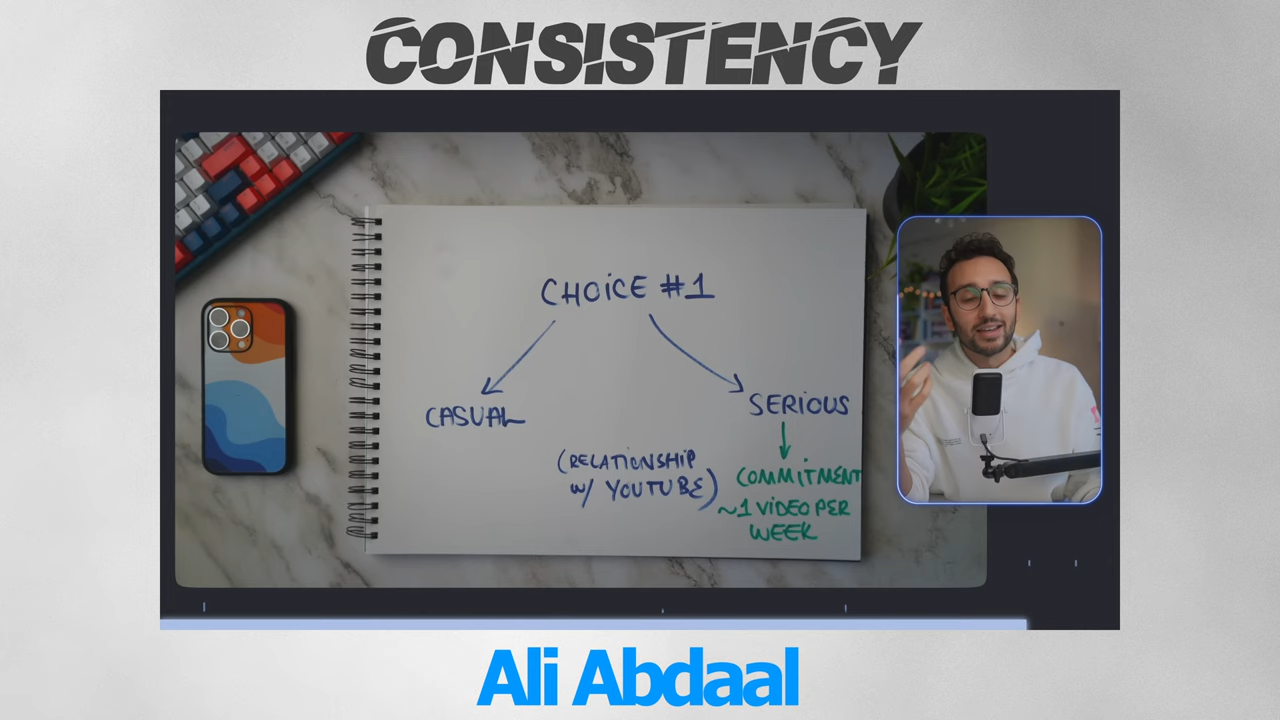 CONSISTENCY
CHOICE #1
CASUAL
SERIOUS
(RELATIONSHIP
W/ YOUTUBE)
COMMITMENT
~1 VIDEO PER
WEEK
Ali Abdaal